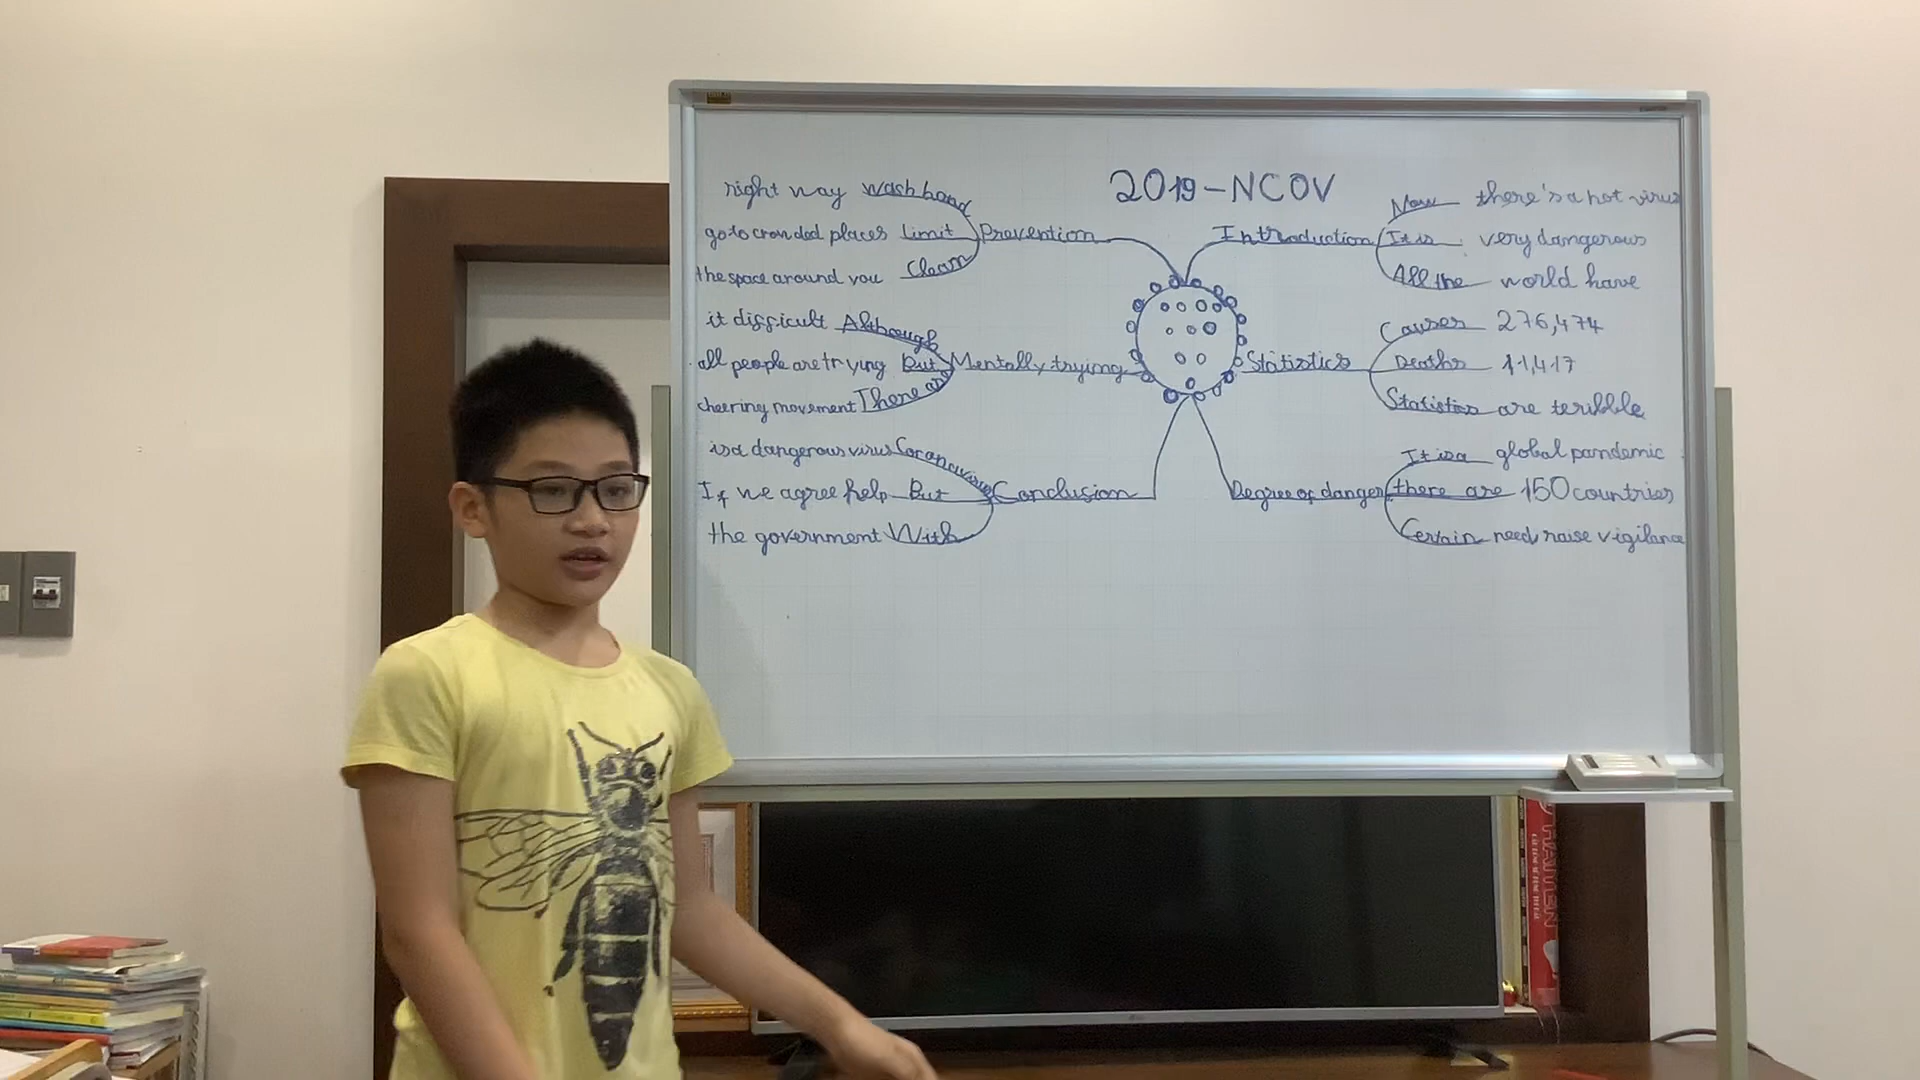 2019-NCOV
right way wash hand
go to crowded places limit
the space around you Clean
Prevention
Introduction
Now there's a hot virus
It is very dangerous
All the world have
it difficult Although
all people are trying But
cheering movement There are
Mentally tryimg
Statistics
Causes 276,474
Deaths 11,417
Statistics are teribble
is a dangerous virus Coronavirus
If we agree help But
the government With
Conclusion
Degree of danger
It is a global pandemic
there are 150 countries
Certain need raise vigilance